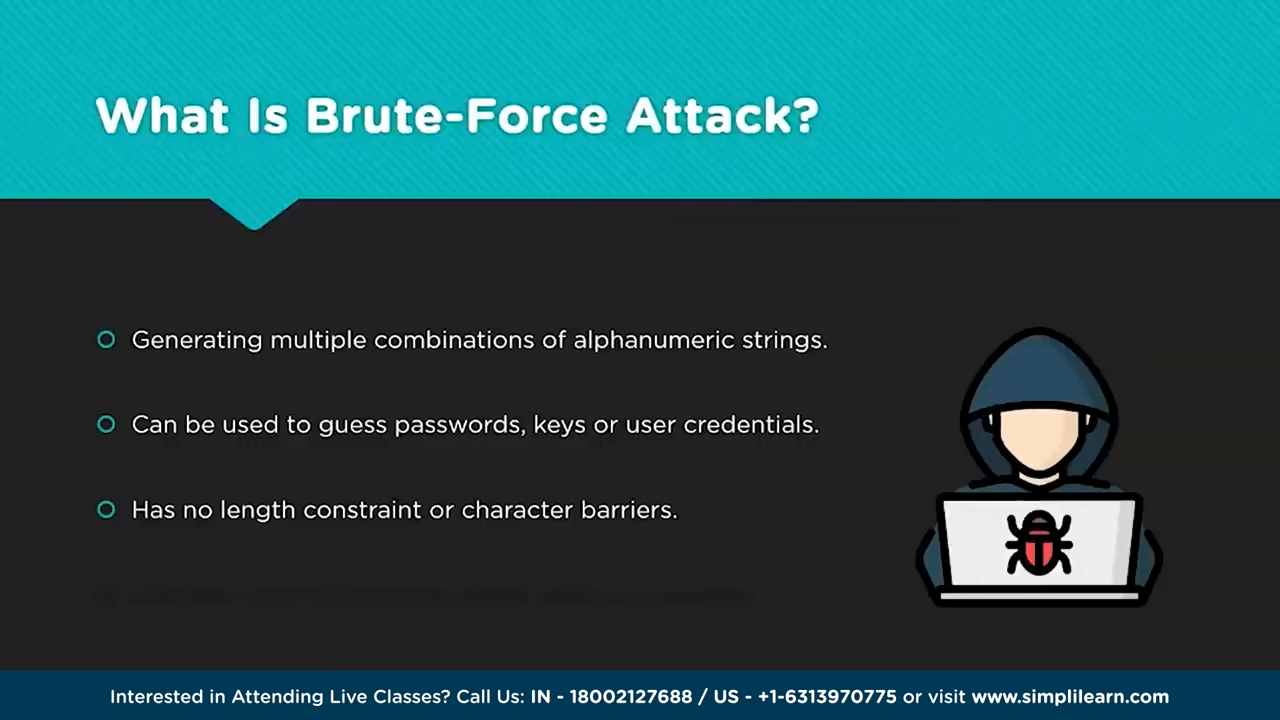 What Is Brute-Force Attack?
Generating multiple combinations of alphanumeric strings.
Can be used to guess passwords, keys or user credentials.
Has no length constraint or character barriers.
Interested in Attending Live Classes? Call Us: IN - 18002127688 / US - +1-6313970775 or visit www.simplilearn.com